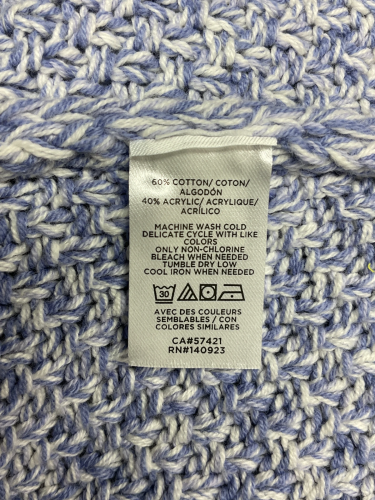 60% COTTON/ COTON/
ALGODÓN
40% ACRYLIC/ ACRYLIQUE/
ACRÍLICO
MACHINE WASH COLD
DELICATE CYCLE WITH LIKE
COLORS
ONLY NON-CHLORINE
BLEACH WHEN NEEDED
TUMBLE DRY LOW
COOL IRON WHEN NEEDED
30
AVEC DES COULEURS
SEMBLABLES / CON
COLORES SIMILARES
CA#57421
RN#140923